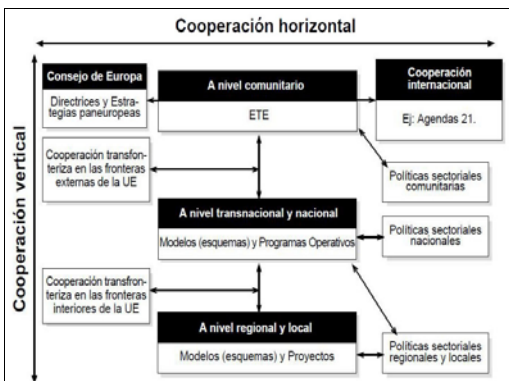 Cooperación horizontal
Cooperación vertical
Consejo de Europa
Directrices y Estra-
tegias paneuropeas
A nivel comunitario
ETE
Cooperación
internacional
Ej: Agendas 21.
Cooperación transfon-
teriza en las fronteras
externas de la UE
Políticas sectoriales
comunitarias
A nivel transnacional y nacional
Modelos (esquemas) y Programas Operativos
Políticas sectoriales
nacionales
Cooperación transfron-
teriza en las fronteras
interiores de la UE
A nivel regional y local
Modelos (esquemas) y Proyectos
Políticas sectoriales
regionales y locales